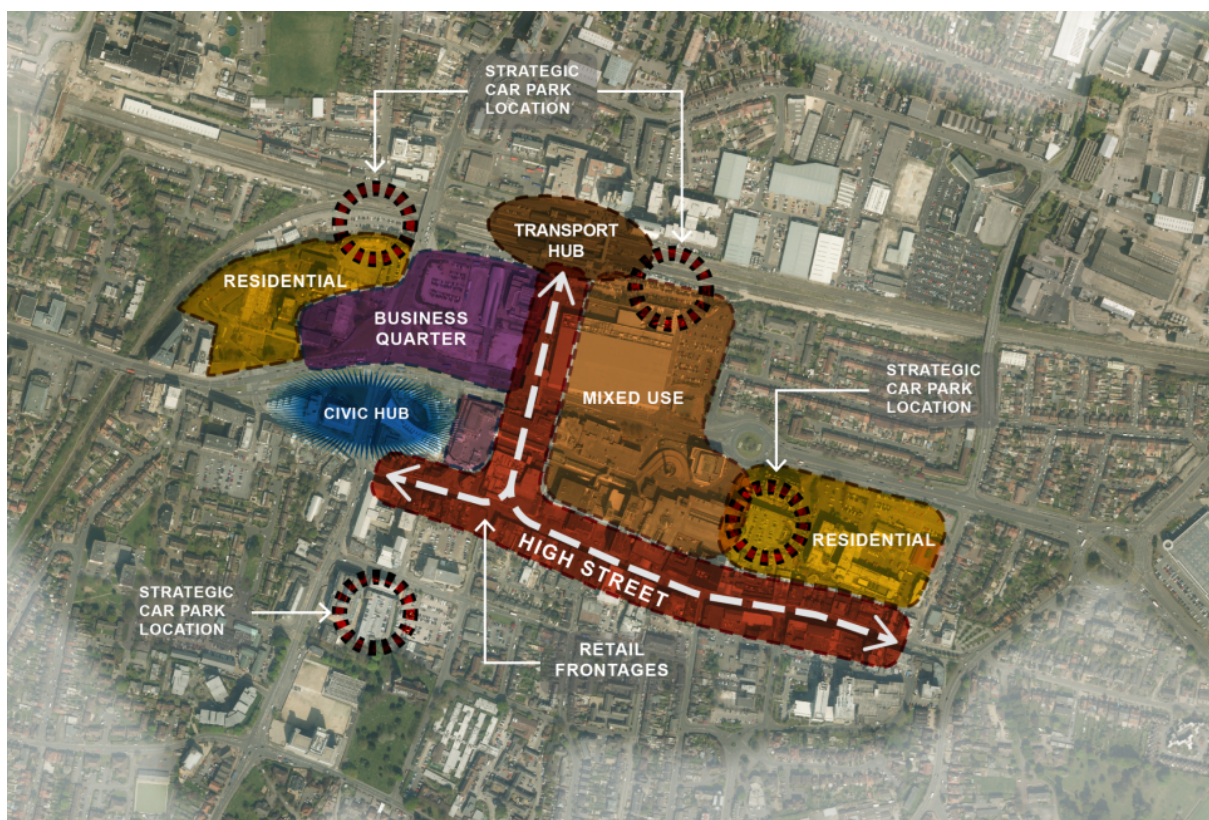 STRATEGIC
CAR PARK
LOCATION
TRANSPORT
HUB
RESIDENTIAL
BUSINESS
QUARTER
STRATEGIC
CAR PARK
LOCATION
MIXED USE
CIVIC HUB
RESIDENTIAL
HIGH STREET
STRATEGIC
CAR PARK
LOCATION
RETAIL
FRONTAGES